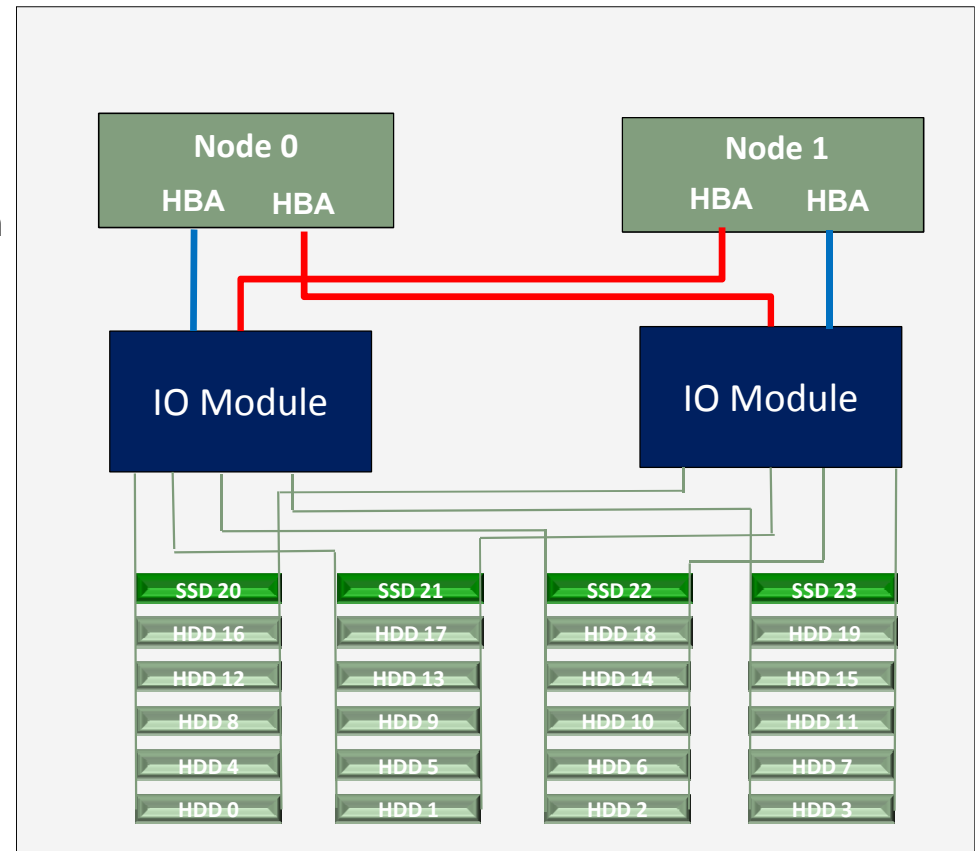 Node 0
HBA HBA
Node 1
HBA HBA
IO Module
IO Module
SSD 20 SSD 21 SSD 22 SSD 23
HDD 16 HDD 17 HDD 18 HDD 19
HDD 12 HDD 13 HDD 14 HDD 15
HDD 8 HDD 9 HDD 10 HDD 11
HDD 4 HDD 5 HDD 6 HDD 7
HDD 0 HDD 1 HDD 2 HDD 3